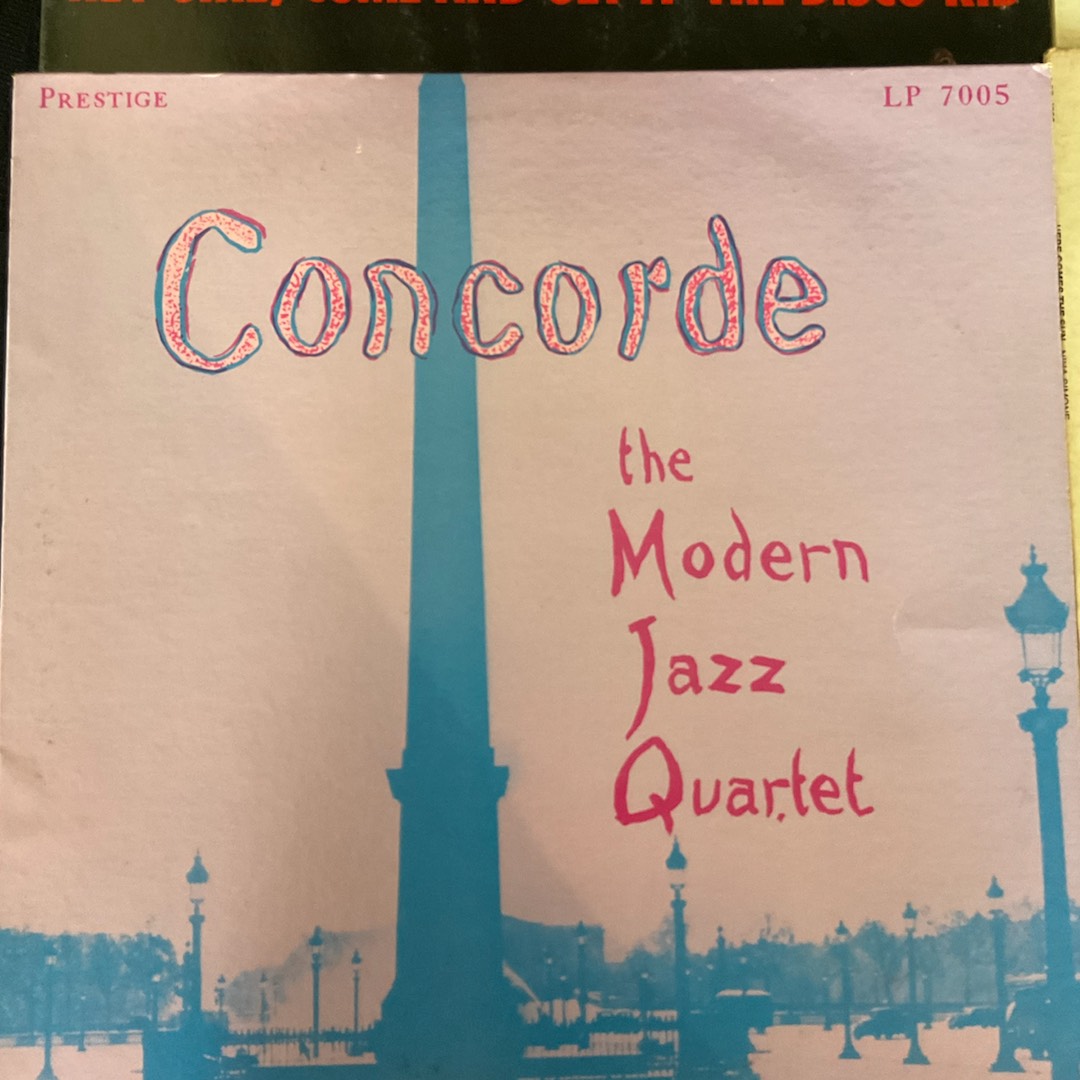 PRESTIGE
LP 7005
Concorde
the
Modern
Jazz
Quartet